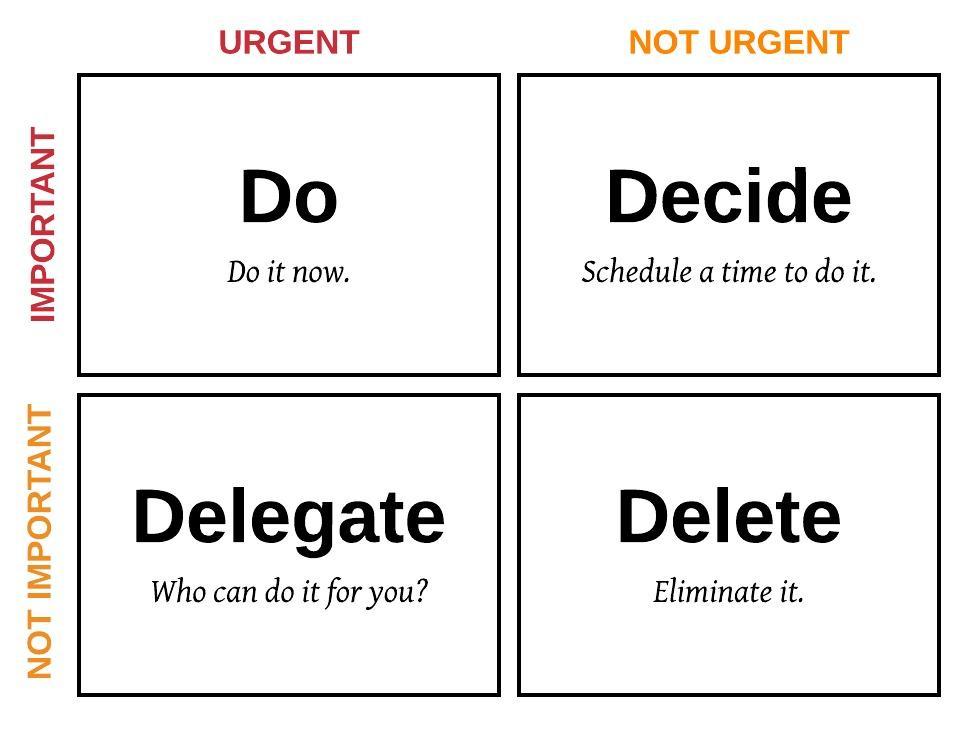 URGENT
NOT URGENT
IMPORTANT
Do
Do it now.
Decide
Schedule a time to do it.
NOT IMPORTANT
Delegate
Who can do it for you?
Delete
Eliminate it.